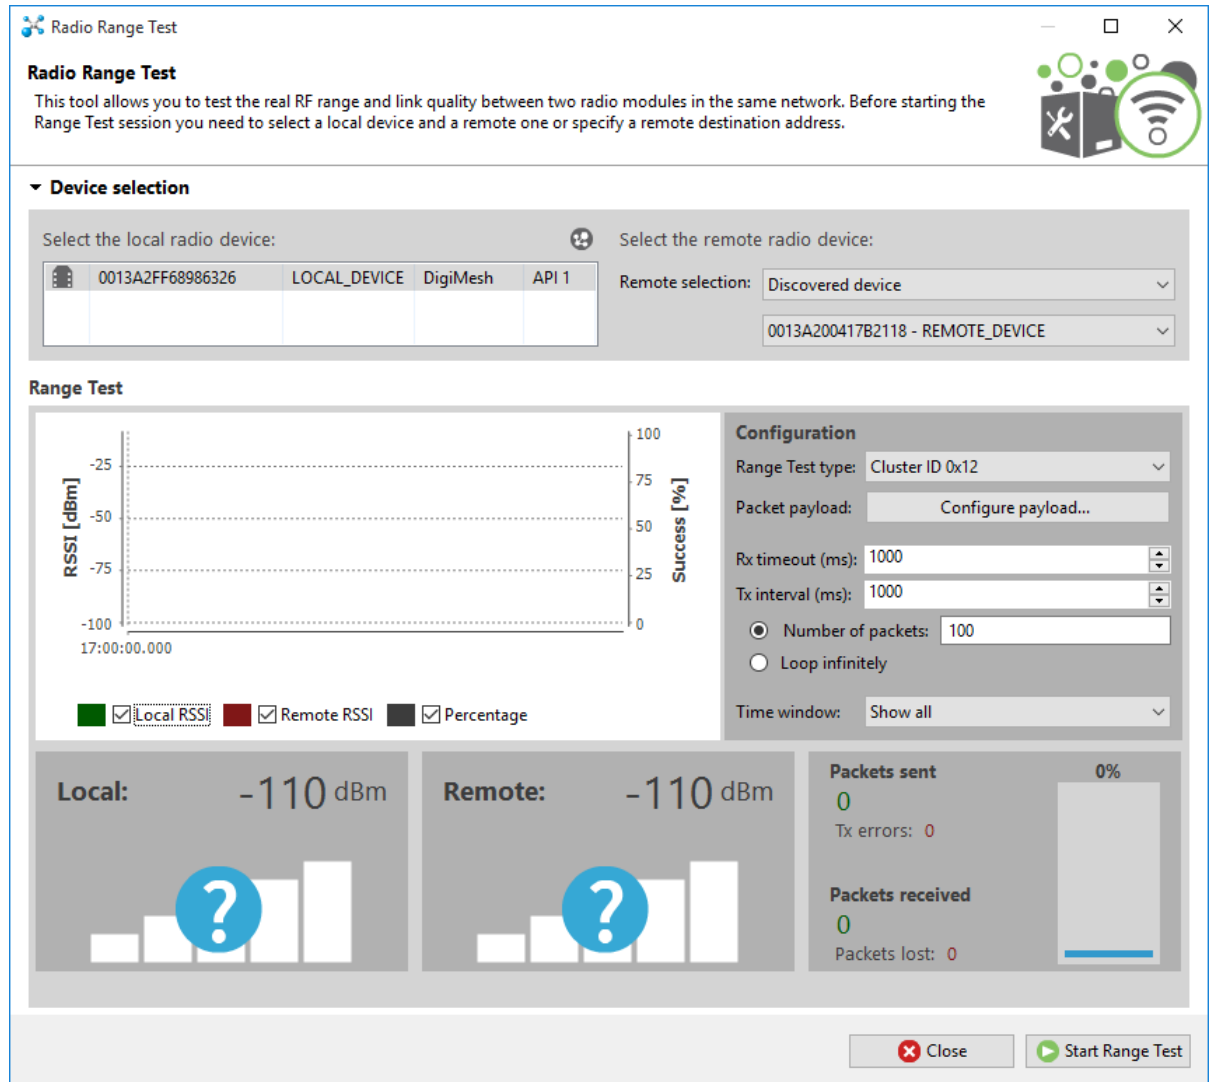 Radio Range Test
Radio Range Test
This tool allows you to test the real RF range and link quality between two radio modules in the same network. Before starting the
Range Test session you need to select a local device and a remote one or specify a remote destination address.
Device selection
Select the local radio device:
0013A2FF68986326 LOCAL_DEVICE DigiMesh API 1
Select the remote radio device:
Remote selection: Discovered device
0013A200417B2118 - REMOTE_DEVICE
Range Test
RSSI [dBm]
-25
-50
-75
-100
17:00:00.000
100
75
50
25
0
Success [%]
Local RSSI Remote RSSI Percentage
Configuration
Range Test type: Cluster ID 0x12
Packet payload: Configure payload...
Rx timeout (ms): 1000
Tx interval (ms): 1000
Number of packets: 100
Loop infinitely
Time window: Show all
Local: -110 dBm
?
Remote: -110 dBm
?
Packets sent
0
Tx errors: 0
Packets received
0
Packets lost: 0
0%
Close
Start Range Test